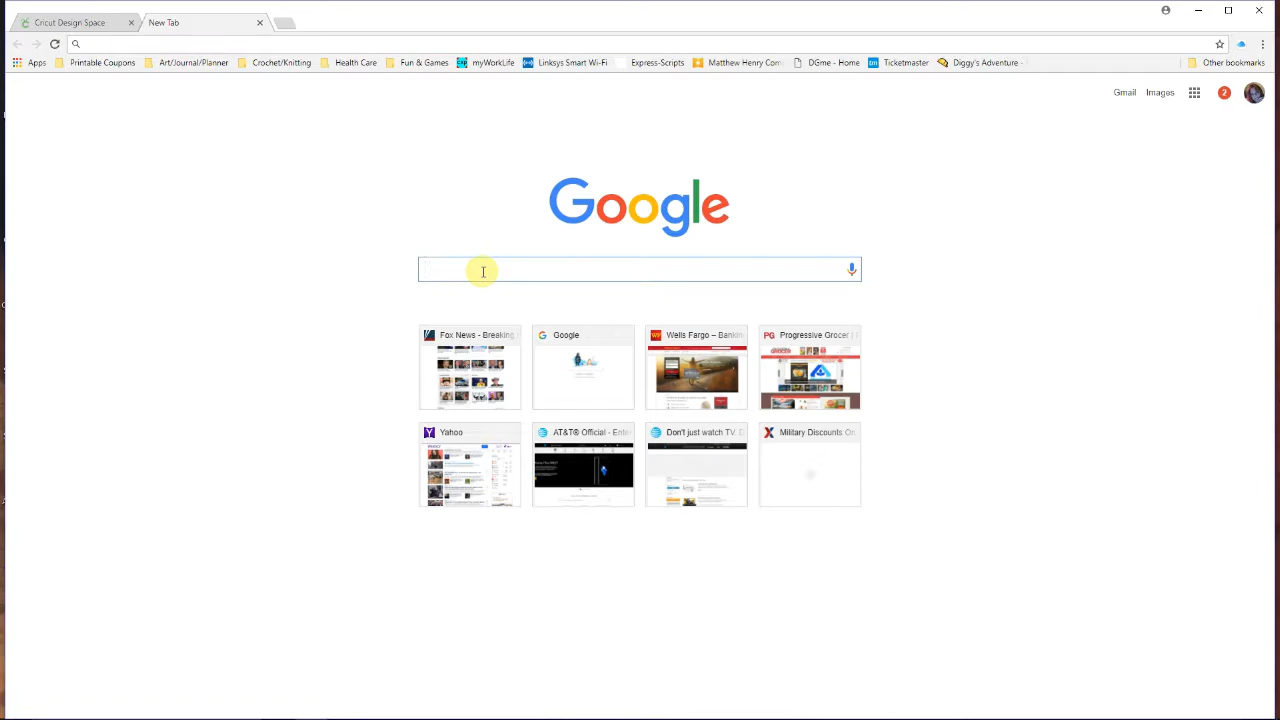 Cricut Design Space
New Tab
Apps
Printable Coupons
Art/Journal/Planner
Crochet/Knitting
Health Care
Fun & Games
myWorkLife
Linksys Smart Wi-Fi
Express-Scripts
Matthew Henry Com
DGme - Home
Ticketmaster
Diggy's Adventure -
Other bookmarks
Gmail
Images
2
Google
Fox News - Breaking
Google
Wells Fargo – Bankin
PG Progressive Grocer |
Yahoo
AT&T® Official - Ente
Don't just watch TV. D
Military Discounts On